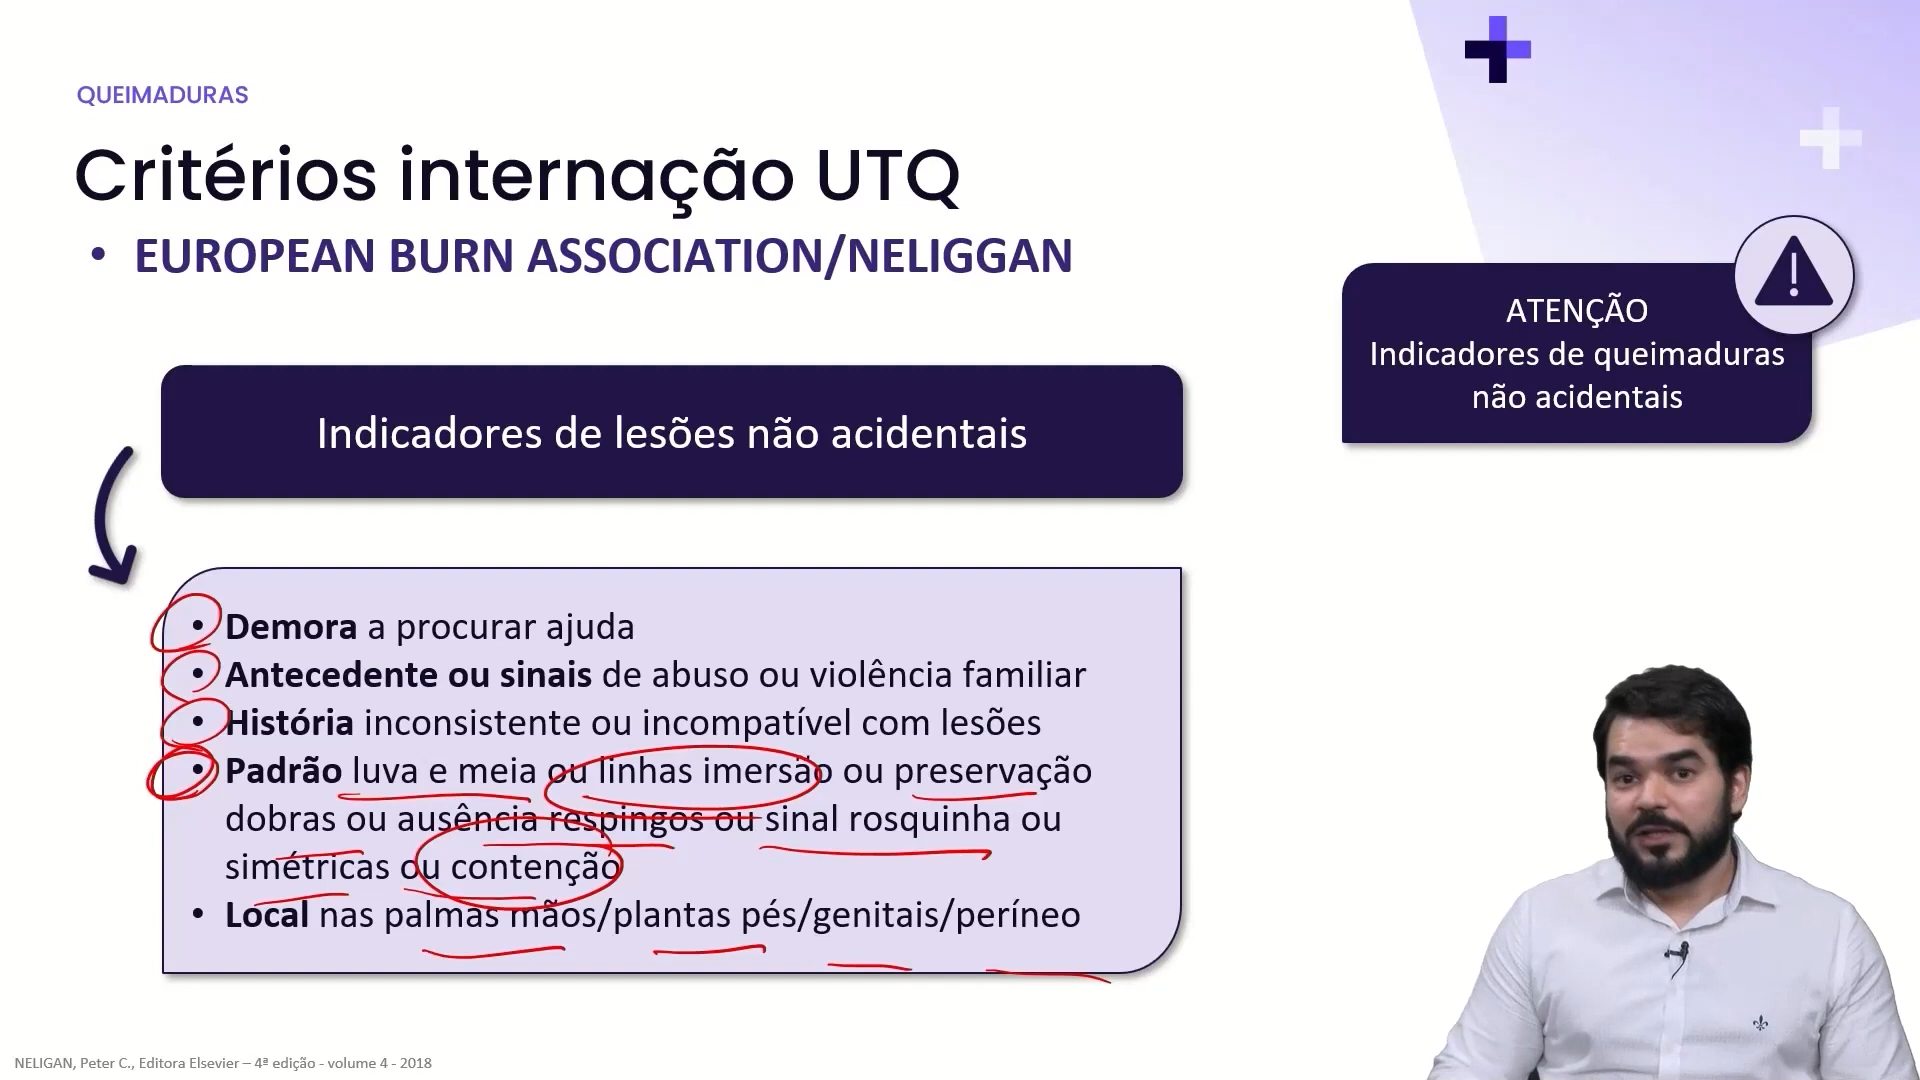 QUEIMADURAS
Critérios internação UTQ
• EUROPEAN BURN ASSOCIATION/NELIGGAN
ATENÇÃO
Indicadores de queimaduras
não acidentais
Indicadores de lesões não acidentais
• Demora a procurar ajuda
• Antecedente ou sinais de abuso ou violência familiar
• História inconsistente ou incompatível com lesões
• Padrão luva e meia ou linhas imersão ou preservação
dobras ou ausência respingos ou sinal rosquinha ou
simétricas ou contenção
• Local nas palmas mãos/plantas pés/genitais/períneo
NELIGAN, Peter C., Editora Elsevier – 4ª edição - volume 4 - 2018